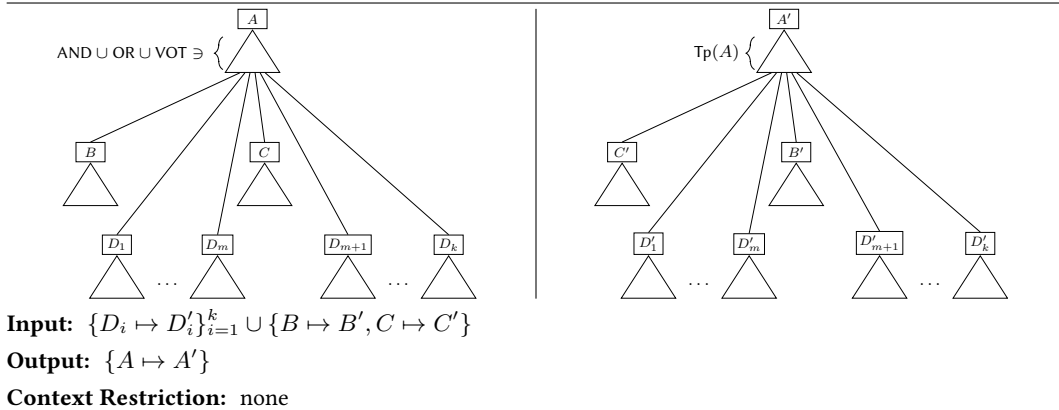 A A′
AND ∪ OR ∪ VOT ∋ Tp(A)
B C C′ B′
D₁ Dₘ Dₘ₊₁ Dₖ D′₁ D′ₘ D′ₘ₊₁ D′ₖ
... ... ... ...
Input: {Dᵢ ↦ D′ᵢ}ᵏᵢ₌₁ ∪ {B ↦ B′, C ↦ C′}
Output: {A ↦ A′}
Context Restriction: none